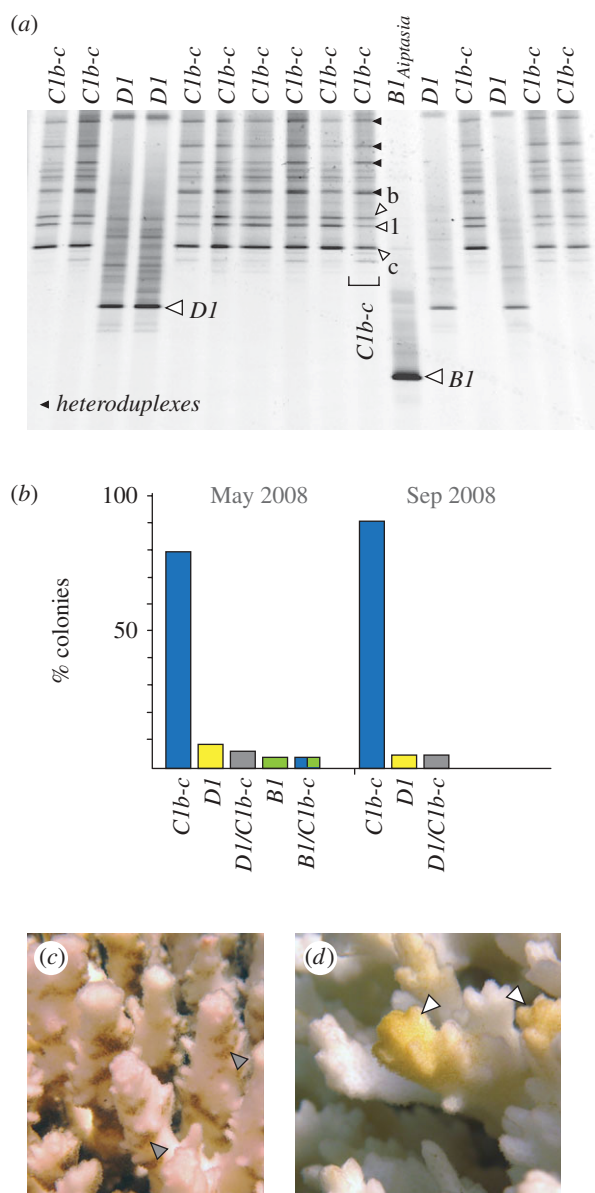 (a)
C1b-c C1b-c D1 D1 C1b-c C1b-c C1b-c C1b-c C1b-c C1b-c B1Aiptasia D1 C1b-c D1 C1b-c C1b-c
b
1
c
D1
C1b-c
B1
heteroduplexes
(b)
100
May 2008 Sep 2008
50
% colonies
C1b-c D1 D1/C1b-c B1 B1/C1b-c C1b-c D1 D1/C1b-c
(c) (d)